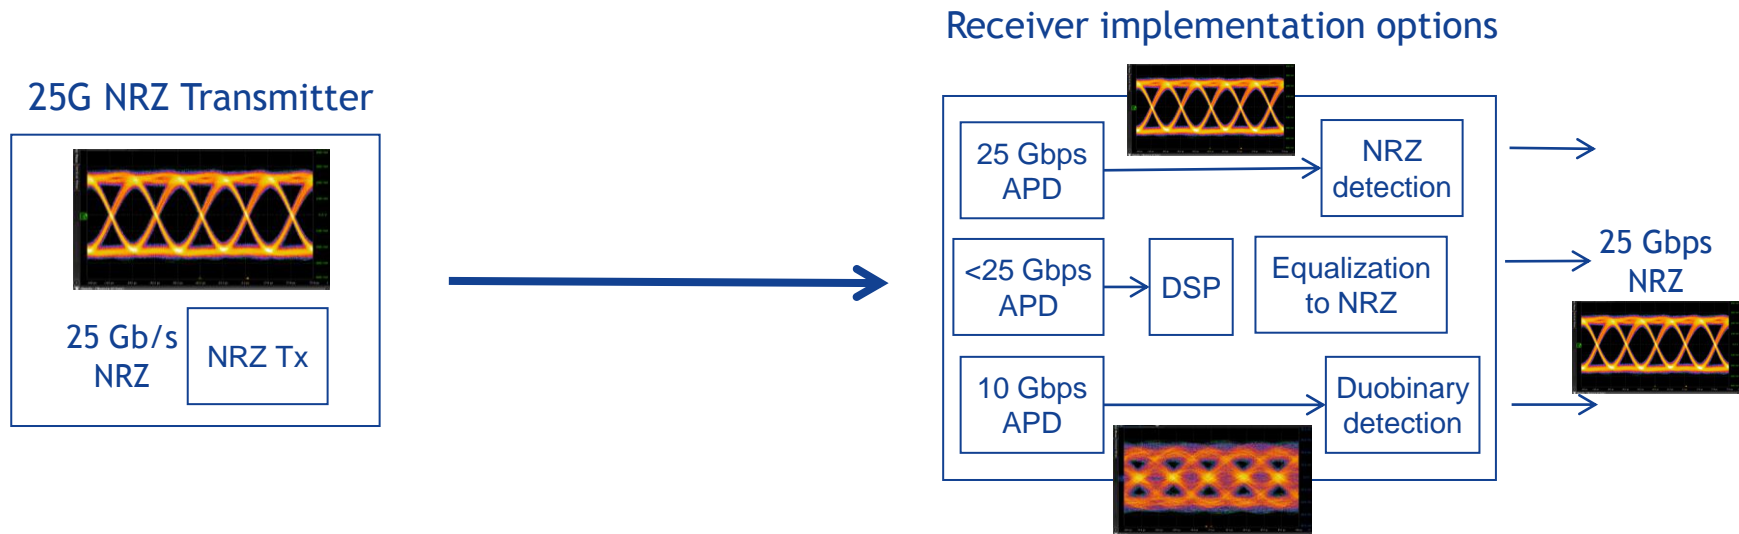 Receiver implementation options
25G NRZ Transmitter
25 Gb/s
NRZ
NRZ Tx
25 Gbps
APD
NRZ
detection
<25 Gbps
APD
DSP
Equalization
to NRZ
10 Gbps
APD
Duobinary
detection
25 Gbps
NRZ